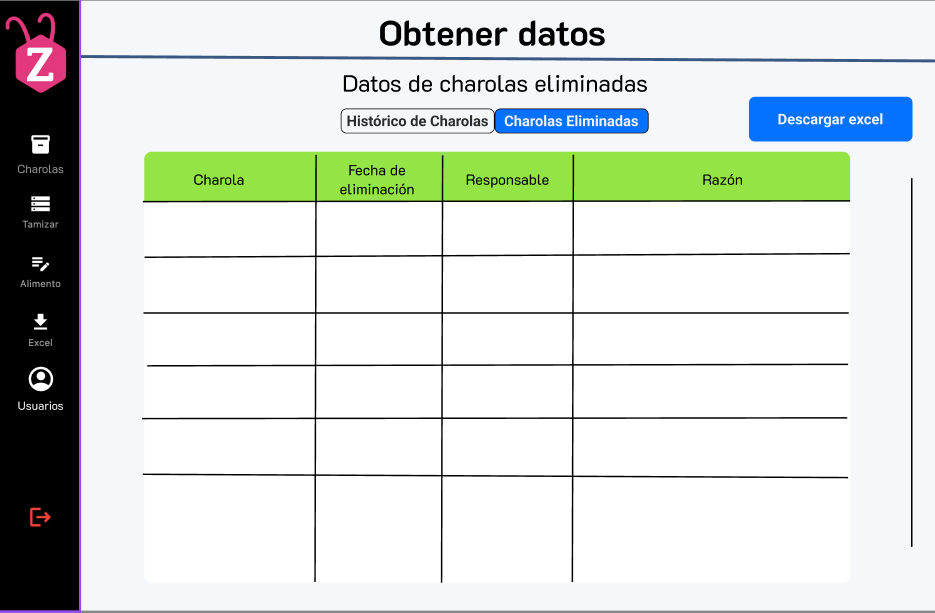 Z
Charolas
Tamizar
Alimento
Excel
Usuarios
Obtener datos
Datos de charolas eliminadas
Histórico de Charolas
Charolas Eliminadas
Descargar excel
Charola
Fecha de
eliminación
Responsable
Razón